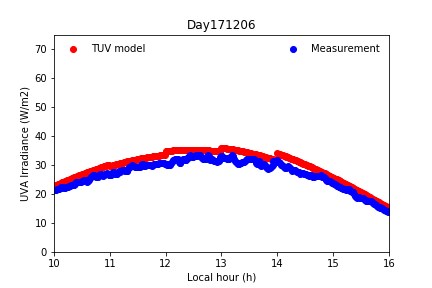 Day171206
TUV model
Measurement
UVA Irradiance (W/m2)
70
60
50
40
30
20
10
0
10 11 12 13 14 15 16
Local hour (h)